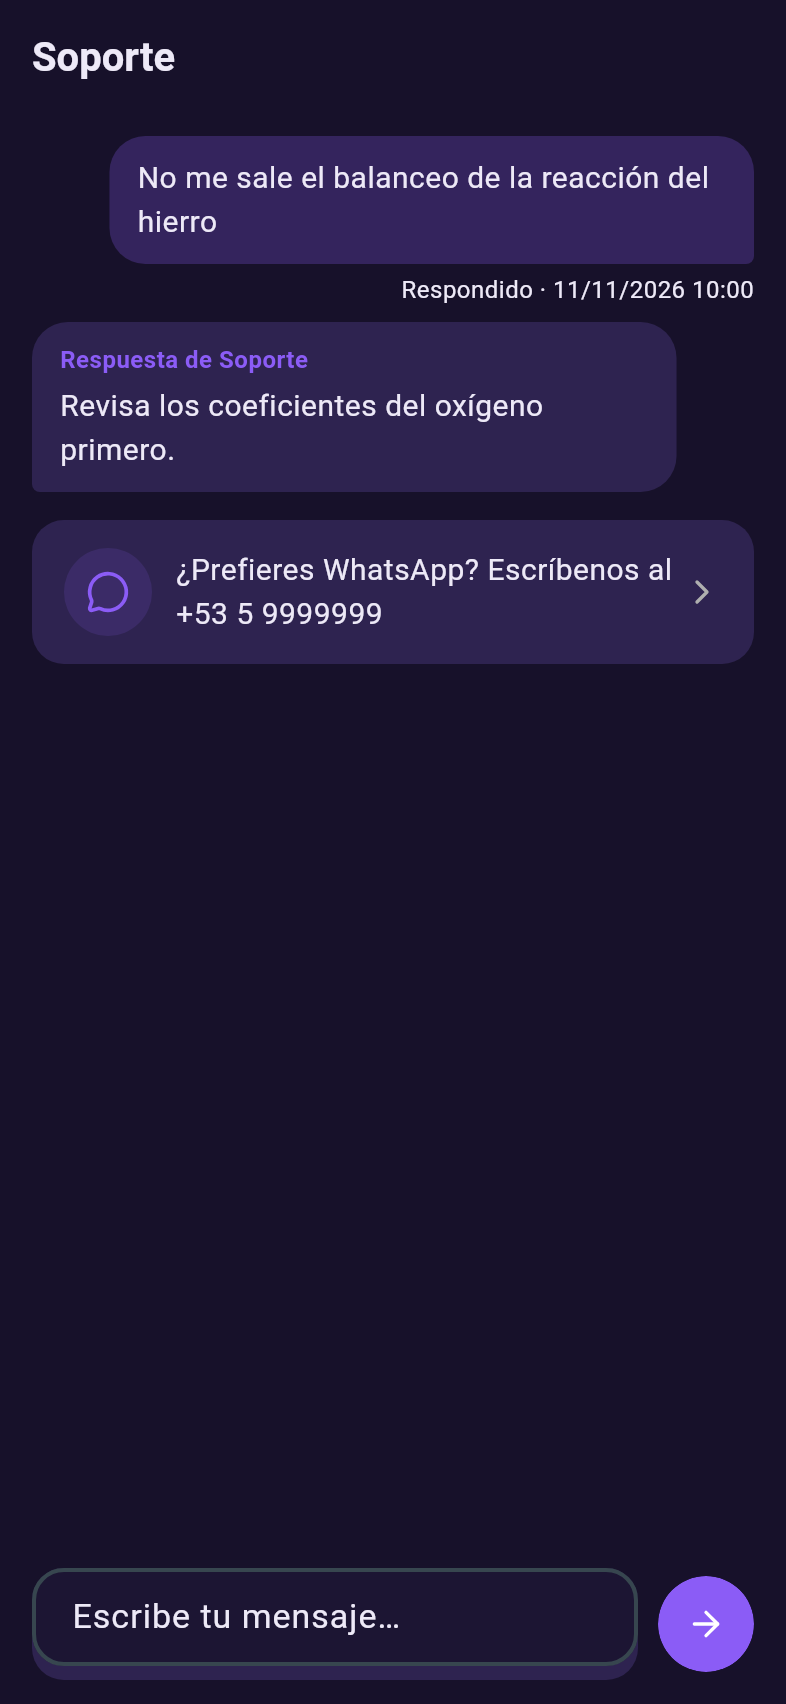 Soporte
No me sale el balanceo de la reacción del
hierro
Respondido · 11/11/2026 10:00
Respuesta de Soporte
Revisa los coeficientes del oxígeno
primero.
¿Prefieres WhatsApp? Escríbenos al
+53 5 9999999
Escribe tu mensaje…